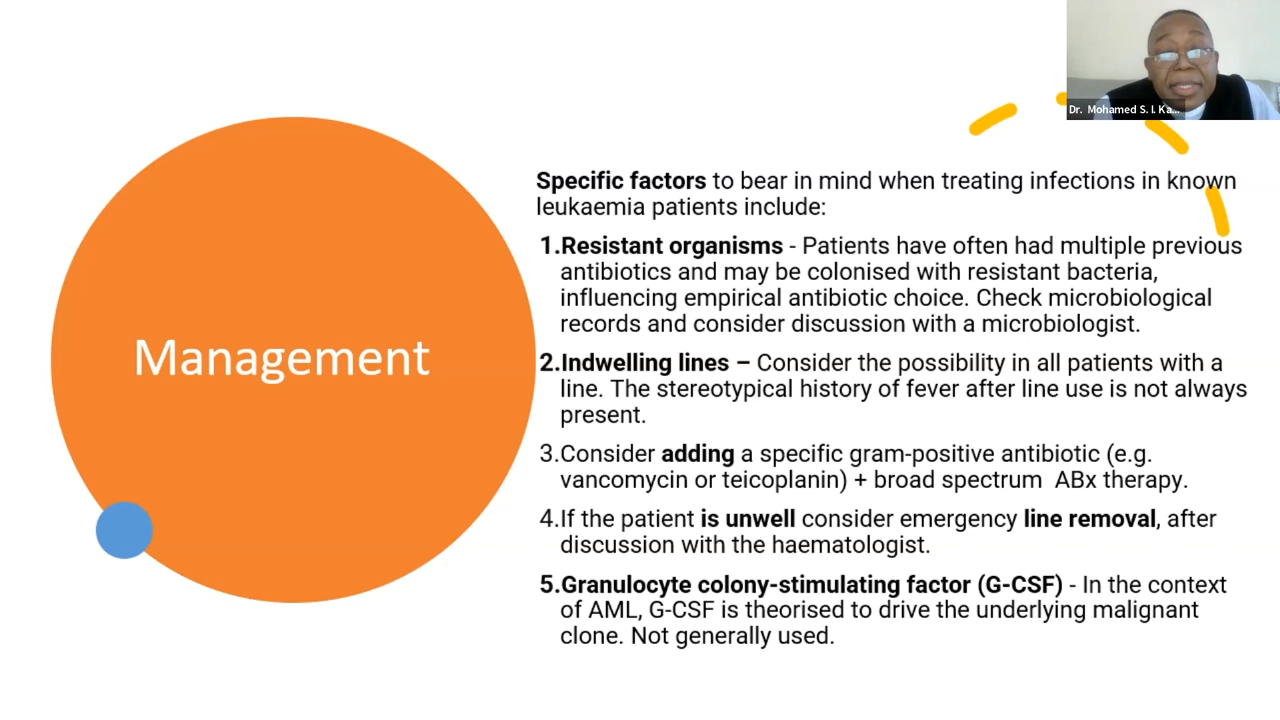 Dr. Mohamed S. I. Ka...
Specific factors to bear in mind when treating infections in known
leukaemia patients include:
1.Resistant organisms - Patients have often had multiple previous
antibiotics and may be colonised with resistant bacteria,
influencing empirical antibiotic choice. Check microbiological
records and consider discussion with a microbiologist.
Management
2.Indwelling lines – Consider the possibility in all patients with a
line. The stereotypical history of fever after line use is not always
present.
3.Consider adding a specific gram-positive antibiotic (e.g.
vancomycin or teicoplanin) + broad spectrum  ABx therapy.
4.If the patient is unwell consider emergency line removal, after
discussion with the haematologist.
5.Granulocyte colony-stimulating factor (G-CSF) - In the context
of AML, G-CSF is theorised to drive the underlying malignant
clone. Not generally used.